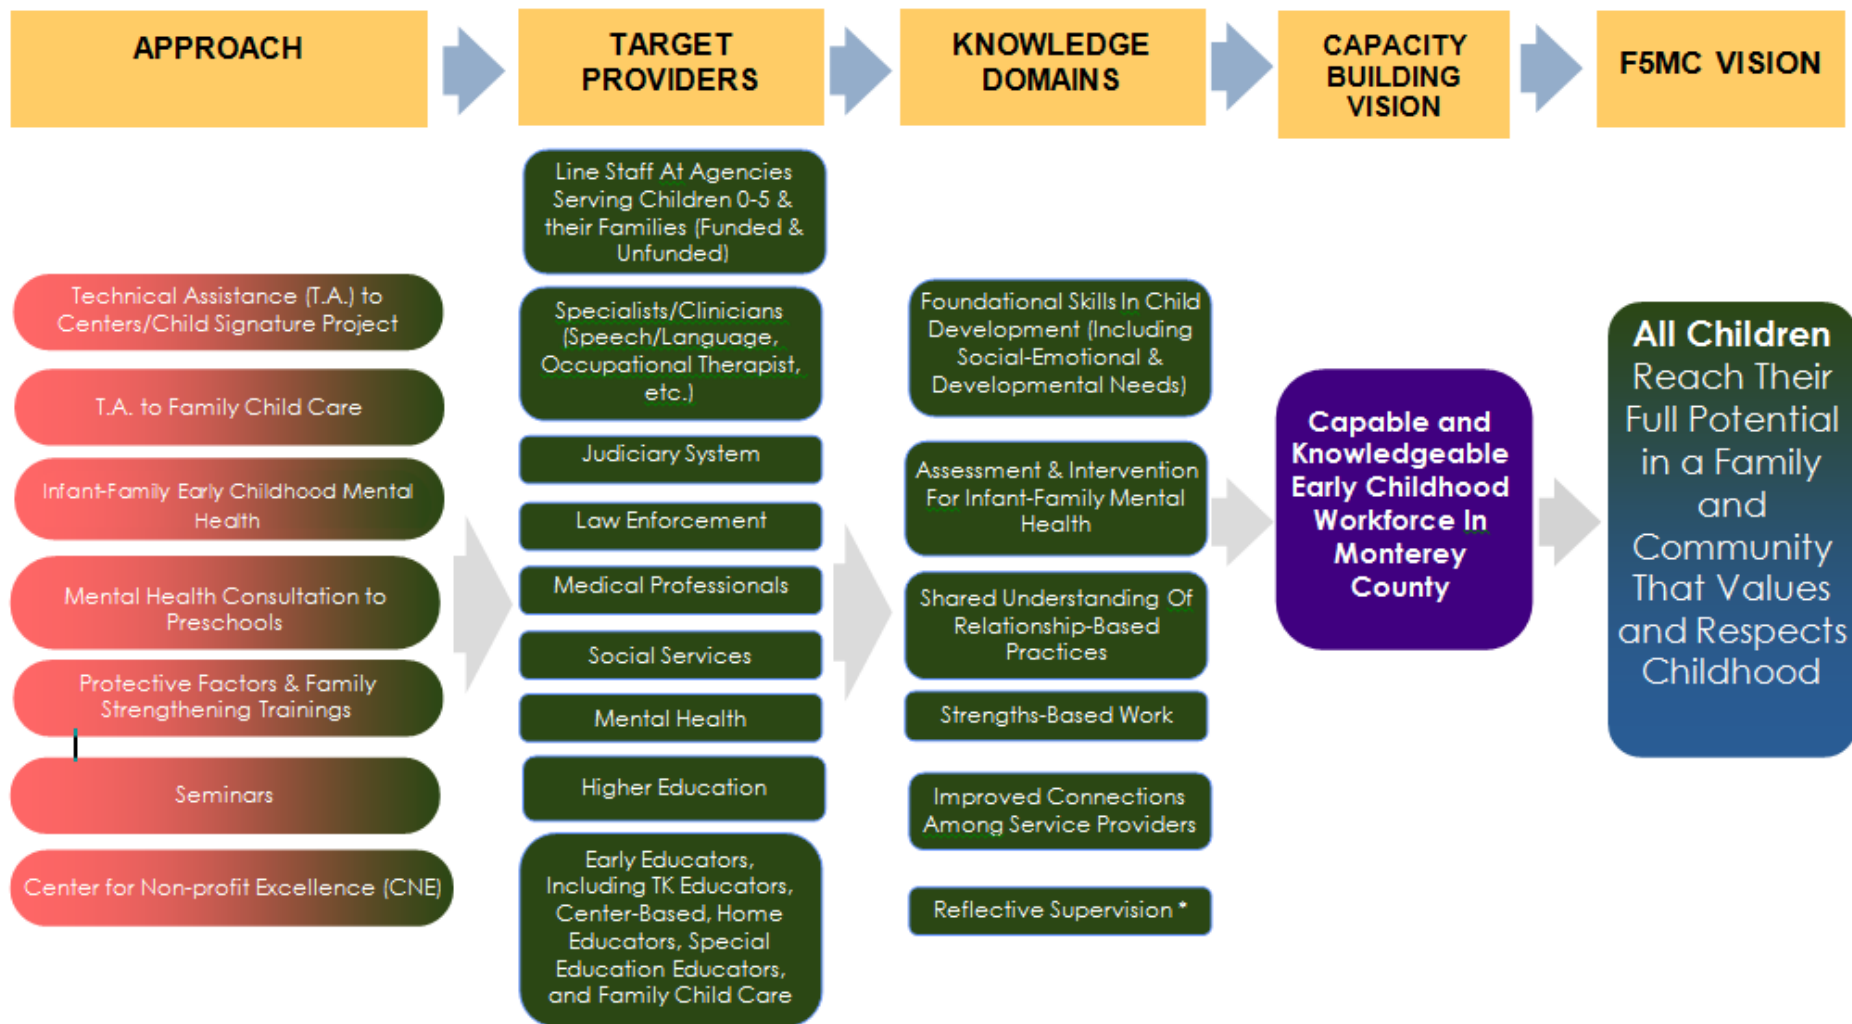 APPROACH
TARGET
PROVIDERS
KNOWLEDGE
DOMAINS
CAPACITY
BUILDING
VISION
F5MC VISION
Technical Assistance (T.A.) to
Centers/Child Signature Project
T.A. to Family Child Care
Infant-Family Early Childhood Mental
Health
Mental Health Consultation to
Preschools
Protective Factors & Family
Strengthening Trainings
Seminars
Center for Non-profit Excellence (CNE)
Line Staff At Agencies
Serving Children 0-5 &
their Families (Funded &
Unfunded)
Specialists/Clinicians
(Speech/Language,
Occupational Therapist,
etc.)
Judiciary System
Law Enforcement
Medical Professionals
Social Services
Mental Health
Higher Education
Early Educators,
Including TK Educators,
Center-Based, Home
Educators, Special
Education Educators,
and Family Child Care
Foundational Skills In Child
Development (Including
Social-Emotional &
Developmental Needs)
Assessment & Intervention
For Infant-Family Mental
Health
Shared Understanding Of
Relationship-Based
Practices
Strengths-Based Work
Improved Connections
Among Service Providers
Reflective Supervision *
Capable and
Knowledgeable
Early Childhood
Workforce In
Monterey
County
All Children
Reach Their
Full Potential
in a Family
and
Community
That Values
and Respects
Childhood